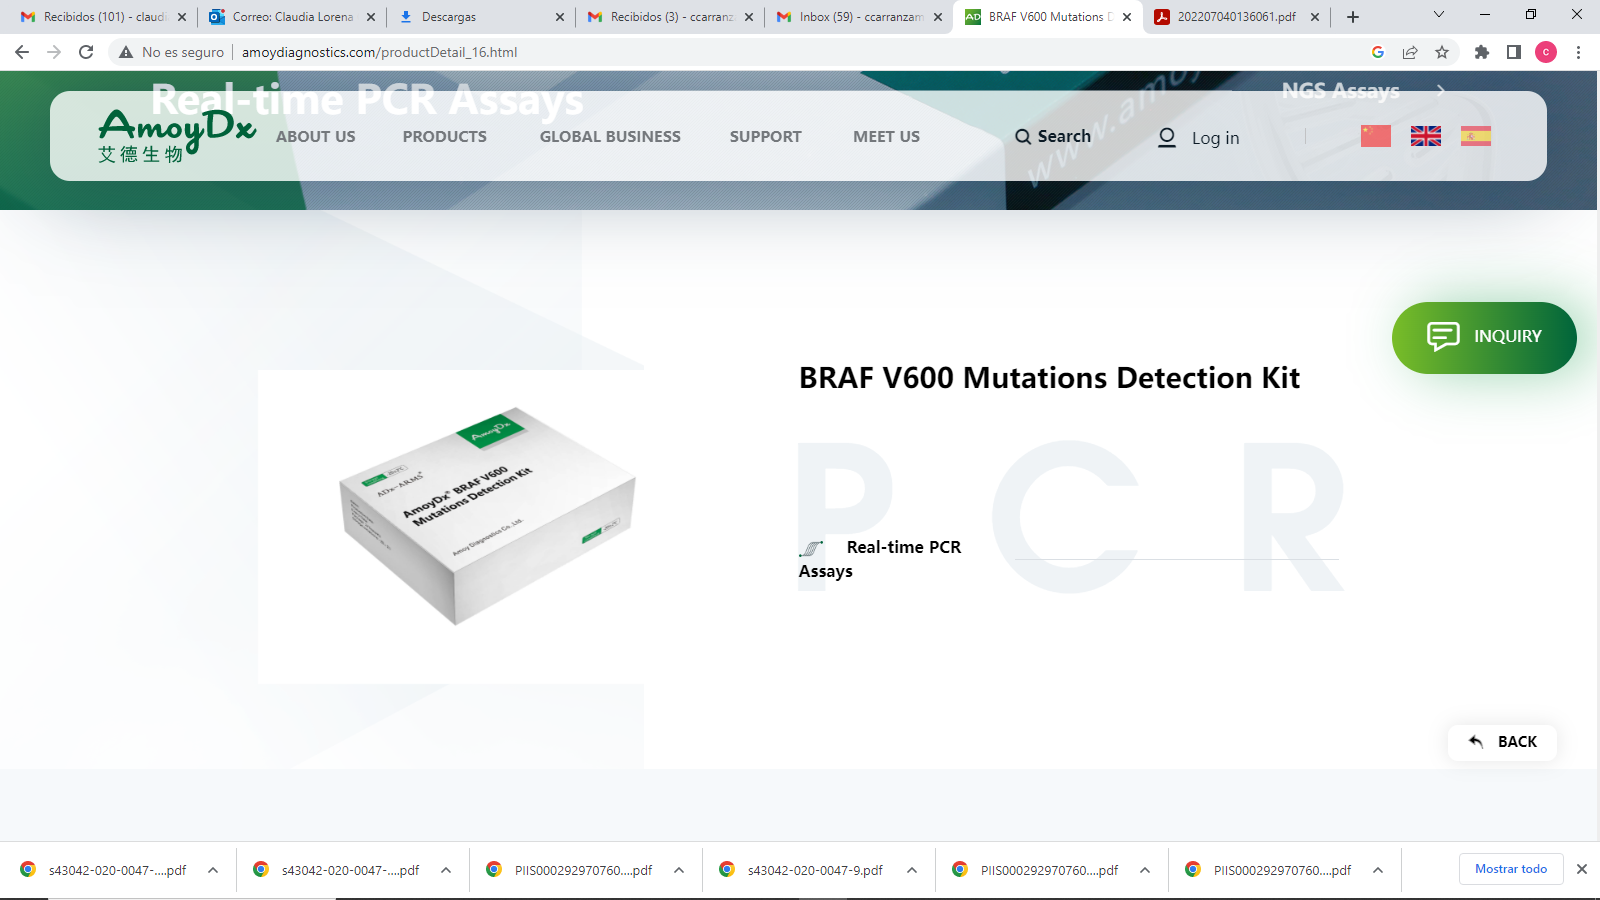 Recibidos (101) - claudi
Correo: Claudia Lorena
Descargas
Recibidos (3) - ccarranza
Inbox (59) - ccarranzam
BRAF V600 Mutations D
202207040136061.pdf
No es seguro
amoydiagnostics.com/productDetail_16.html
c
Real-time PCR Assays
NGS Assays
www.amoy
AmoyDx
艾德生物
ABOUT US
PRODUCTS
GLOBAL BUSINESS
SUPPORT
MEET US
Search
Log in
INQUIRY
BRAF V600 Mutations Detection Kit
AmoyDx
ADx-ARMS®
AmoyDx® BRAF V600
Mutations Detection Kit
Amoy Diagnostics Co., Ltd.
PCR
Real-time PCR
Assays
BACK
s43042-020-0047-....pdf
s43042-020-0047-....pdf
PIIS000292970760....pdf
s43042-020-0047-9.pdf
PIIS000292970760....pdf
PIIS000292970760....pdf
Mostrar todo